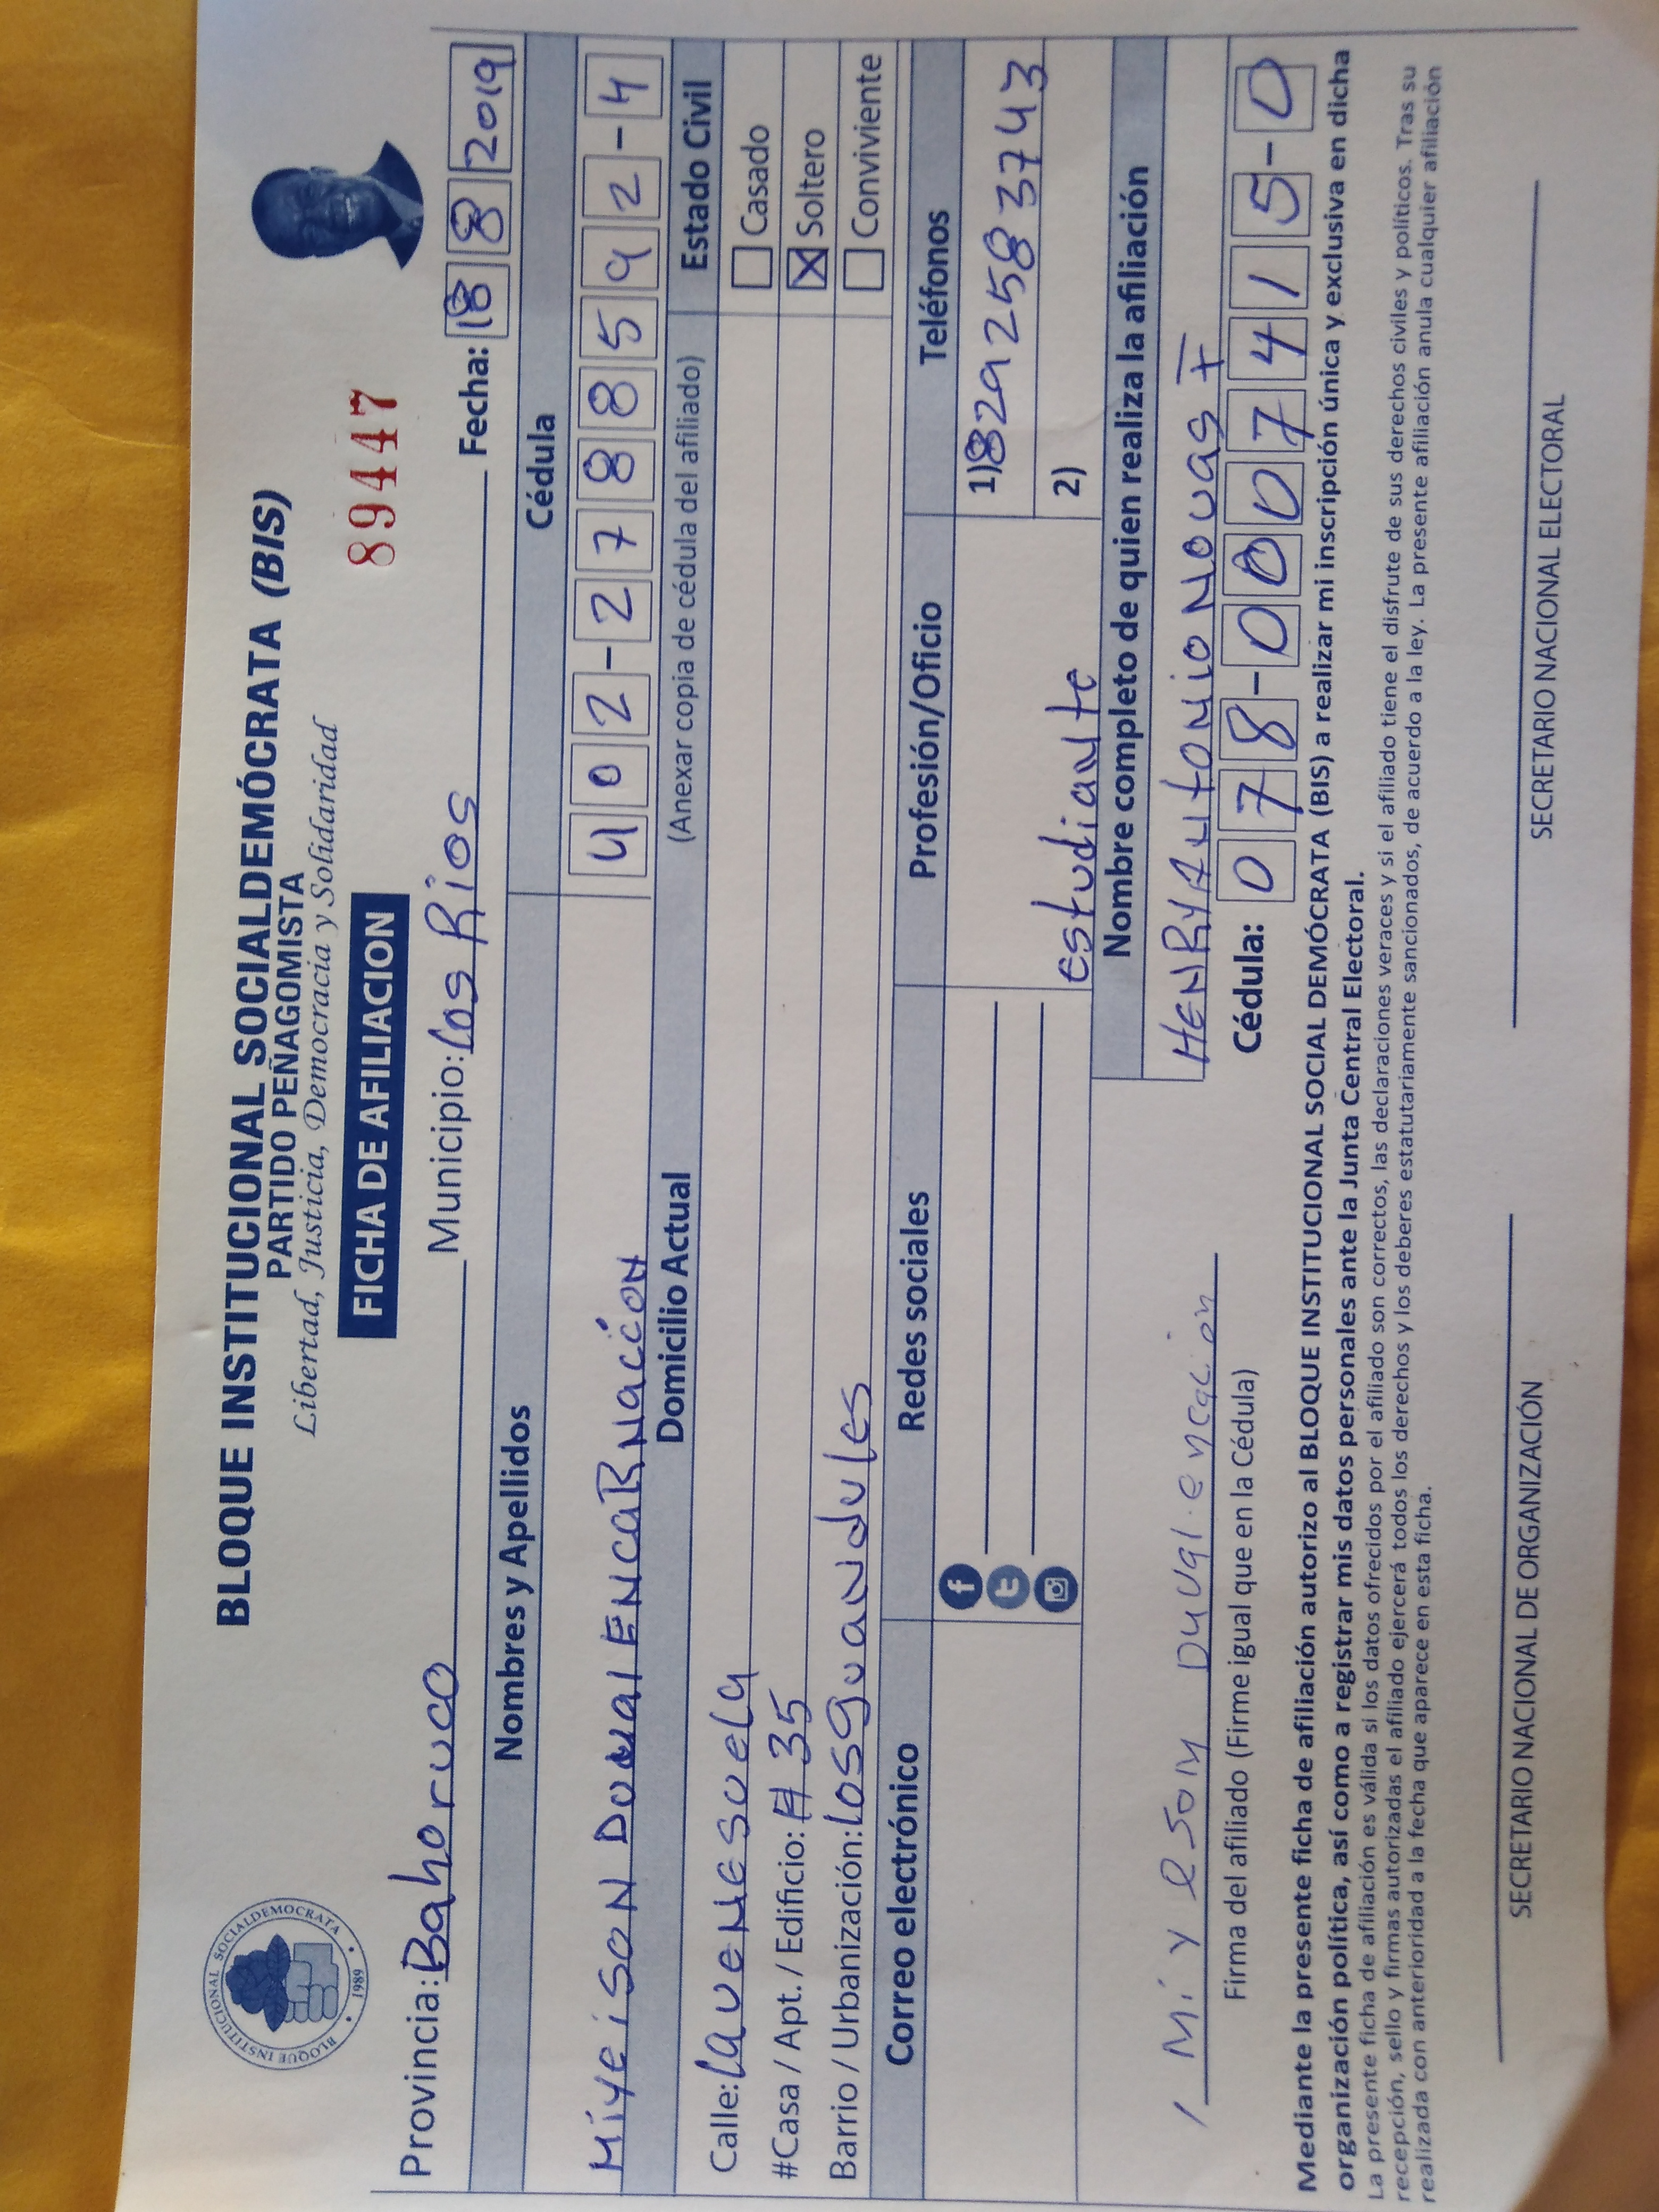 BLOQUE INSTITUCIONAL SOCIALDEMOCRATA • 1989 •
BLOQUE INSTITUCIONAL SOCIALDEMÓCRATA (BIS)
PARTIDO PEÑAGOMISTA
Libertad, Justicia, Democracia y Solidaridad
FICHA DE AFILIACION
89447
Provincia: Bahoruco Municipio: Los Ríos Fecha: 18 8 2019
Nombres y Apellidos Cédula
Miyeison Duval ENcaRNación 402-2788592-4
Domicilio Actual (Anexar copia de cédula del afiliado) Estado Civil
Calle: la veNesuela Casado
#Casa / Apt. / Edificio: # 35 X Soltero
Barrio / Urbanización: los guandules Conviviente
Correo electrónico Redes sociales Profesión/Oficio Teléfonos
1) 8292583743
estudiante 2)
Nombre completo de quien realiza la afiliación
HENRY ANtoNio Novas F
Cédula: 078-0007415-0
Miyeson Duval encacion
Firma del afiliado (Firme igual que en la Cédula)
Mediante la presente ficha de afiliación autorizo al BLOQUE INSTITUCIONAL SOCIAL DEMÓCRATA (BIS) a realizar mi inscripción única y exclusiva en dicha
organización política, así como a registrar mis datos personales ante la Junta Central Electoral.
La presente ficha de afiliación es válida si los datos ofrecidos por el afiliado son correctos, las declaraciones veraces y si el afiliado tiene el disfrute de sus derechos civiles y políticos. Tras su
recepción, sello y firmas autorizadas el afiliado ejercerá todos los derechos y los deberes estatutariamente sancionados, de acuerdo a la ley. La presente afiliación anula cualquier afiliación
realizada con anterioridad a la fecha que aparece en esta ficha.
SECRETARIO NACIONAL DE ORGANIZACIÓN SECRETARIO NACIONAL ELECTORAL